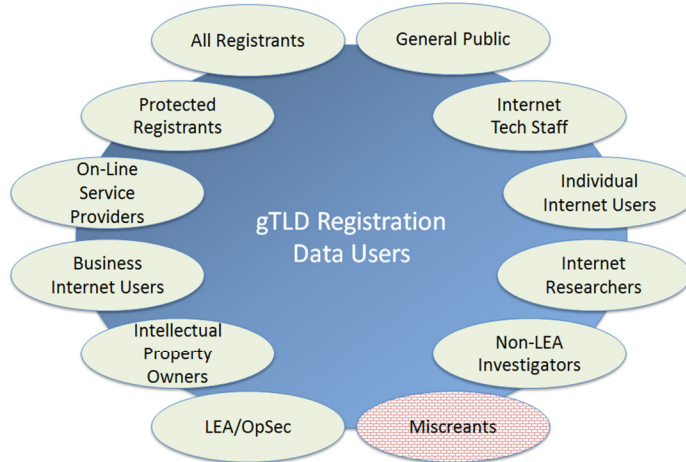 All Registrants
General Public
Protected
Registrants
Internet
Tech Staff
On-Line
Service
Providers
Individual
Internet Users
gTLD Registration
Data Users
Business
Internet Users
Internet
Researchers
Intellectual
Property
Owners
Non-LEA
Investigators
LEA/OpSec
Miscreants